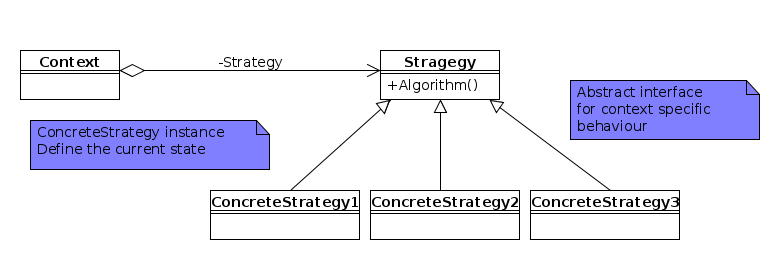 Context
-Strategy
Stragegy
+Algorithm()
Abstract interface
for context specific
behaviour
ConcreteStrategy instance
Define the current state
ConcreteStrategy1
ConcreteStrategy2
ConcreteStrategy3